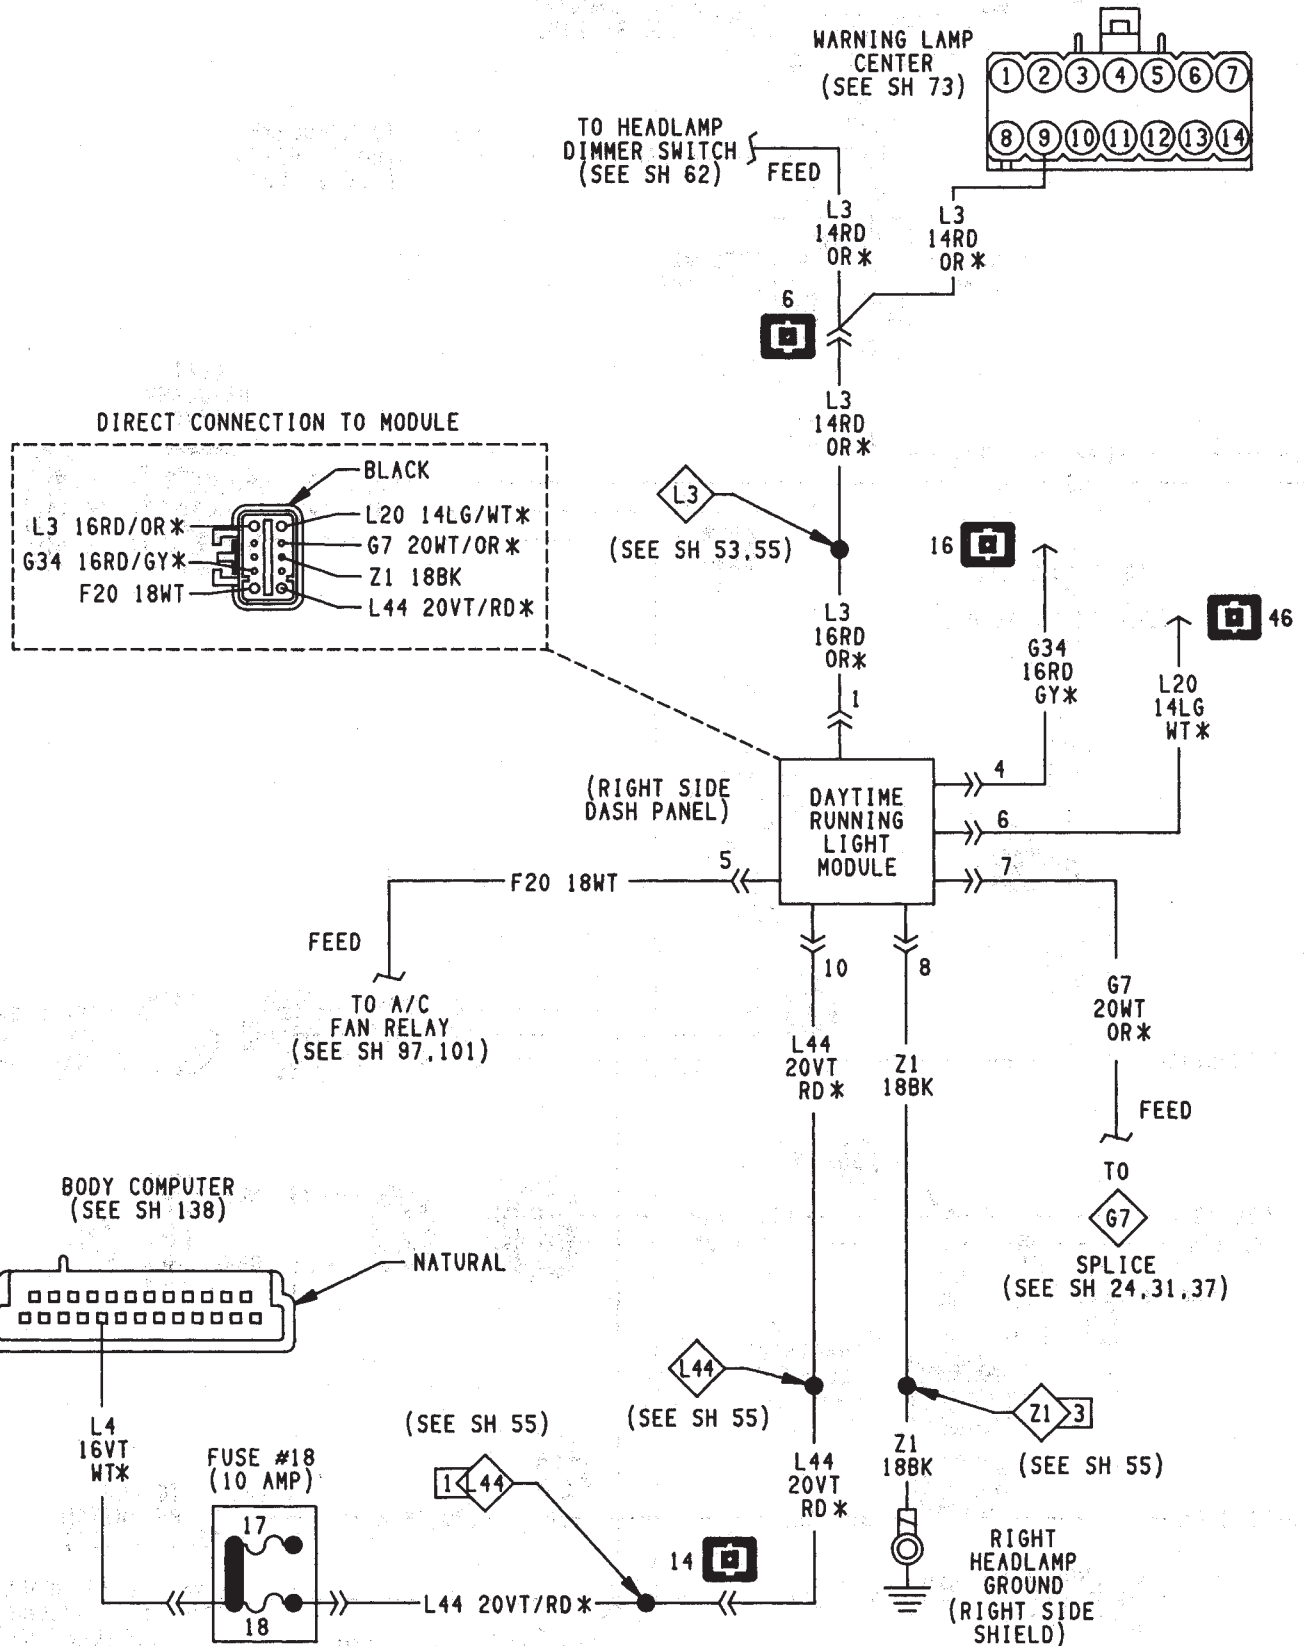 WARNING LAMP
CENTER
(SEE SH 73)
1 2 3 4 5 6 7
8 9 10 11 12 13 14
TO HEADLAMP
DIMMER SWITCH
(SEE SH 62)
FEED
L3
14RD
OR*
L3
14RD
OR*
6
L3
14RD
OR*
DIRECT CONNECTION TO MODULE
BLACK
L3 16RD/OR*
G34 16RD/GY*
F20 18WT
L20 14LG/WT*
G7 20WT/OR*
Z1 18BK
L44 20VT/RD*
L3
(SEE SH 53,55)
16
46
L3
16RD
OR*
G34
16RD
GY*
L20
14LG
WT*
1
(RIGHT SIDE
DASH PANEL)
DAYTIME
RUNNING
LIGHT
MODULE
4
6
7
5
F20 18WT
FEED
TO A/C
FAN RELAY
(SEE SH 97,101)
10
8
L44
20VT
RD*
Z1
18BK
G7
20WT
OR*
FEED
TO
G7
SPLICE
(SEE SH 24,31,37)
BODY COMPUTER
(SEE SH 138)
NATURAL
L44
(SEE SH 55)
Z1 3
(SEE SH 55)
L4
16VT
WT*
FUSE #18
(10 AMP)
17
18
(SEE SH 55)
1 L44
L44
20VT
RD*
Z1
18BK
14
L44 20VT/RD*
RIGHT
HEADLAMP
GROUND
(RIGHT SIDE
SHIELD)